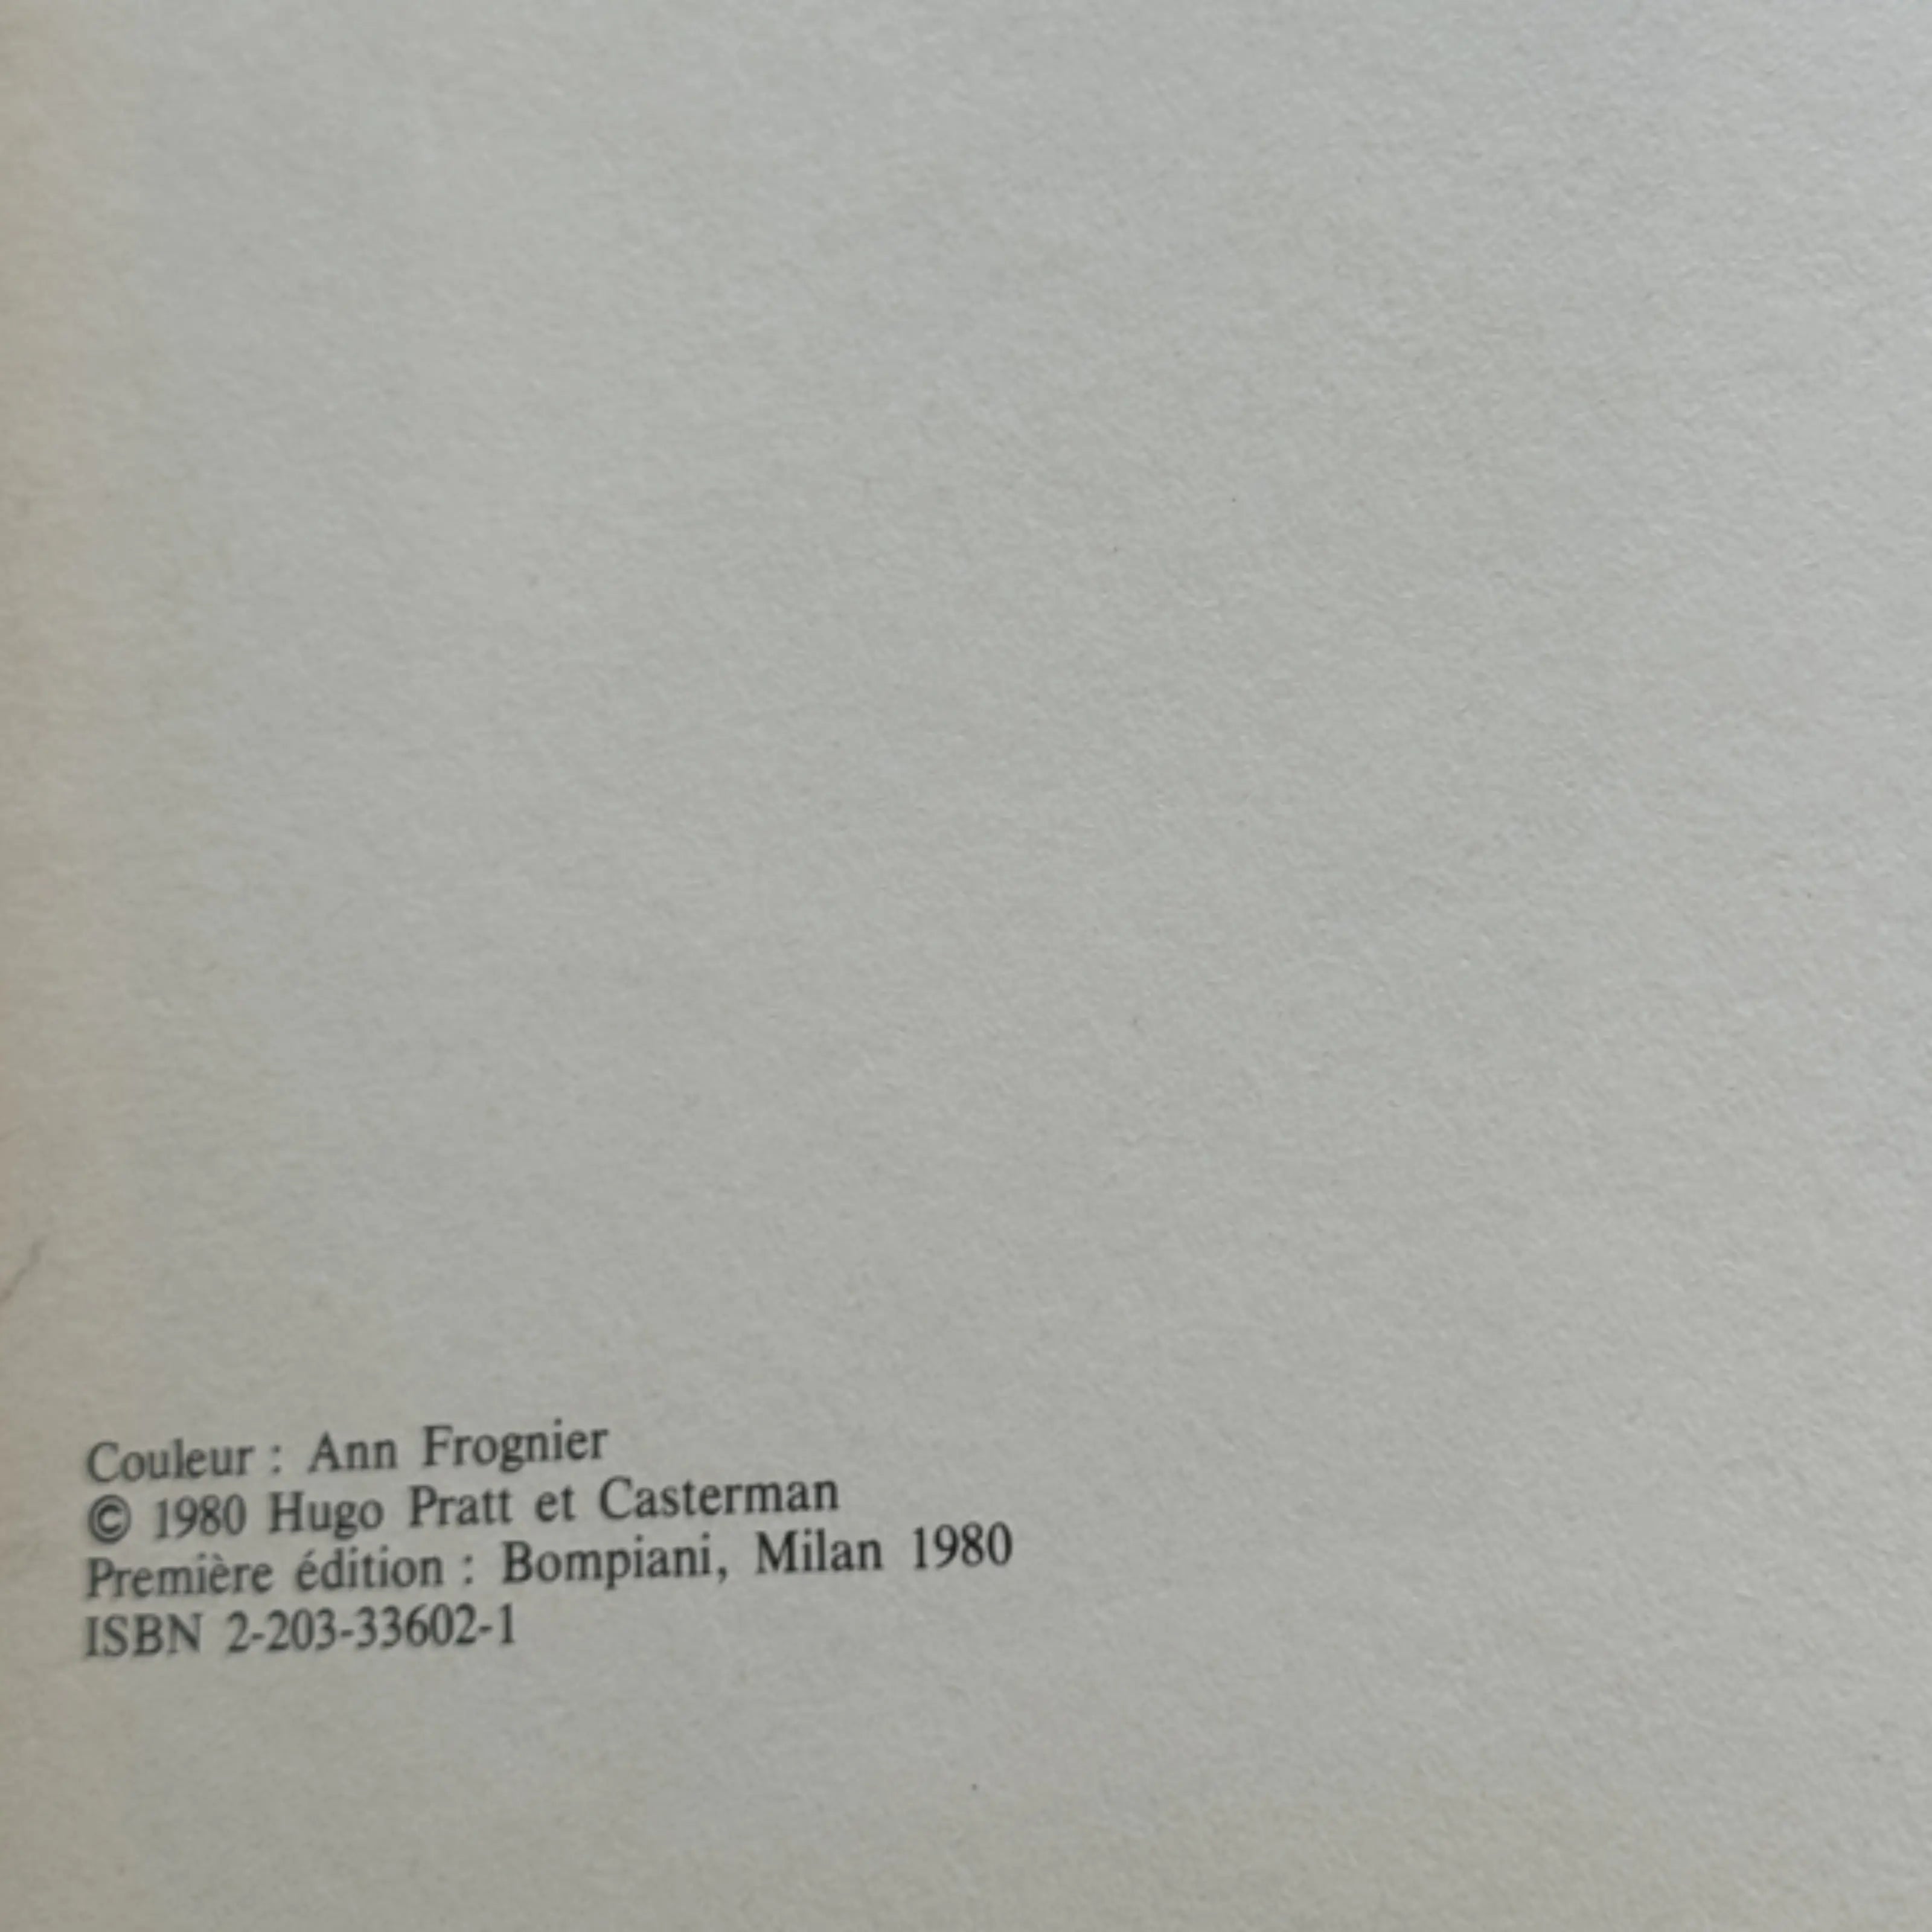 Couleur : Ann Frognier
© 1980 Hugo Pratt et Casterman
Première édition : Bompiani, Milan 1980
ISBN 2-203-33602-1